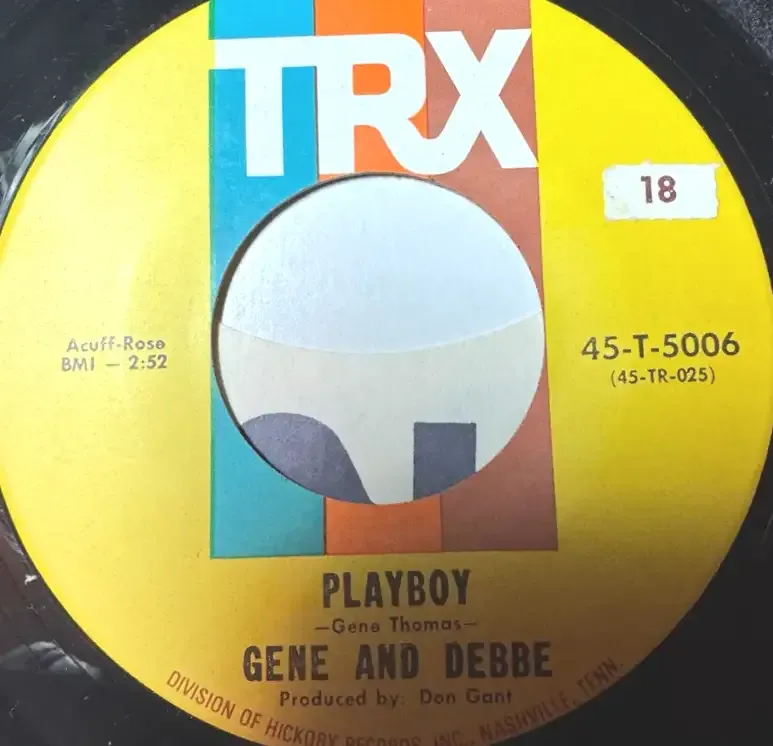 TRX
18
Acuff-Rose
BMI — 2:52
45-T-5006
(45-TR-025)
PLAYBOY
—Gene Thomas—
GENE AND DEBBE
Produced by: Don Gant
DIVISION OF HICKORY RECORDS, INC., NASHVILLE, TENN.